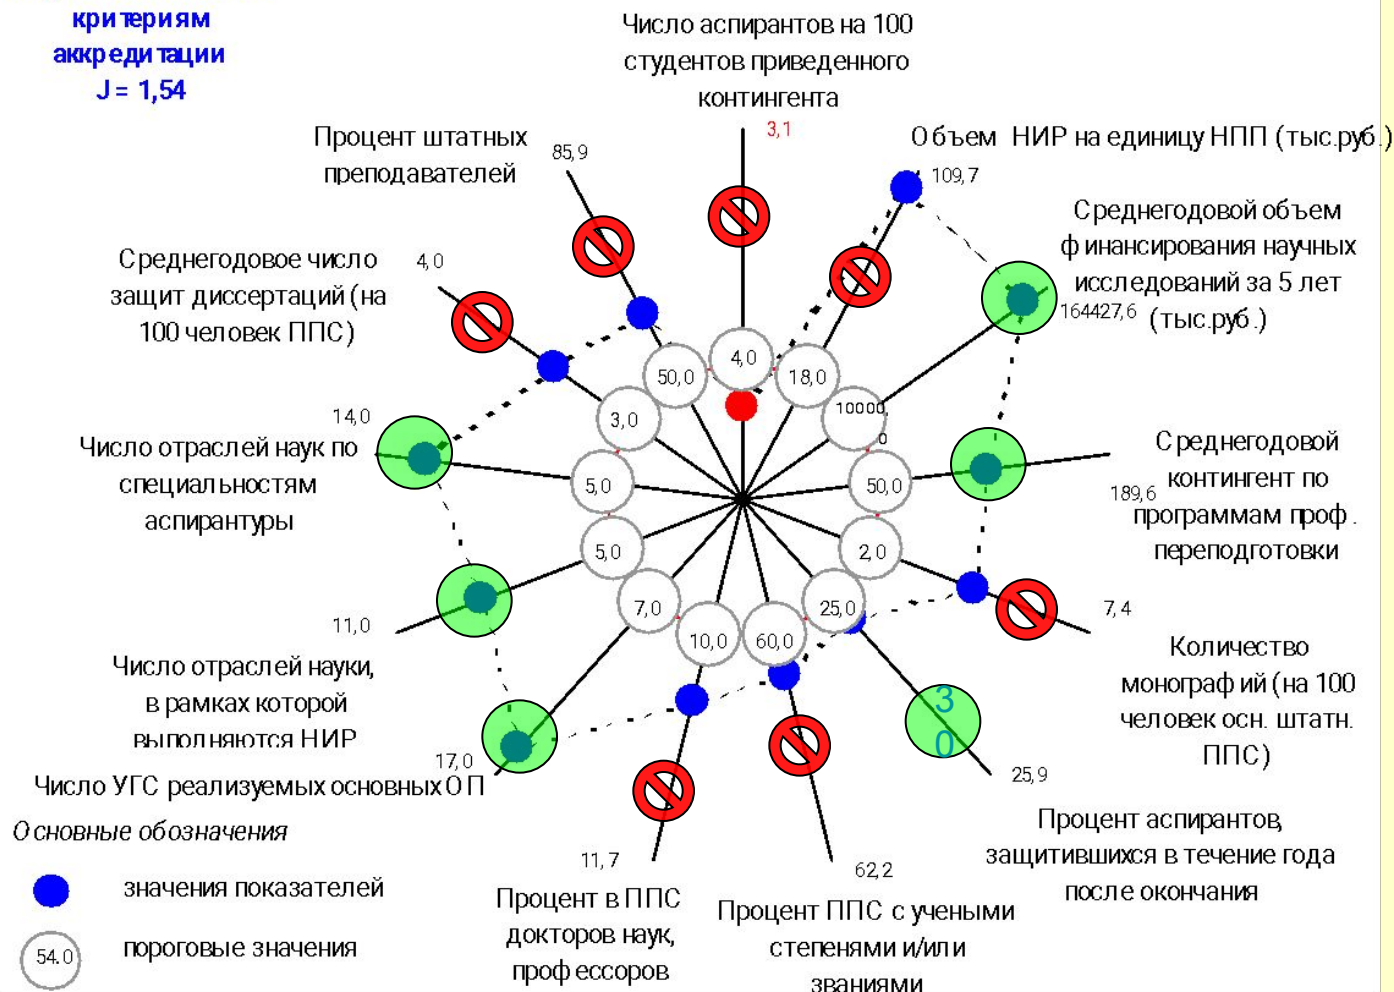 критериям
аккредитации
J = 1,54
Число аспирантов на 100
студентов приведенного
контингента
3,1
Объем НИР на единицу НПП (тыс.руб.)
109,7
Среднегодовой объем
финансирования научных
исследований за 5 лет
(тыс.руб.)
164427,6
Среднегодовой
контингент по
программам проф.
переподготовки
189,6
7,4
Количество
монографий (на 100
человек осн. штатн.
ППС)
25,9
Процент аспирантов,
защитившихся в течение года
после окончания
62,2
Процент ППС с учеными
степенями и/или
званиями
11,7
Процент в ППС
докторов наук,
профессоров
17,0
Число УГС реализуемых основных ОП
11,0
Число отраслей науки,
в рамках которой
выполняются НИР
14,0
Число отраслей наук по
специальностям
аспирантуры
4,0
Среднегодовое число
защит диссертаций (на
100 человек ППС)
85,9
Процент штатных
преподавателей
4,0
18,0
10000,
0
50,0
2,0
25,0
60,0
10,0
7,0
5,0
5,0
3,0
50,0
3
0
Основные обозначения
значения показателей
54.0
пороговые значения